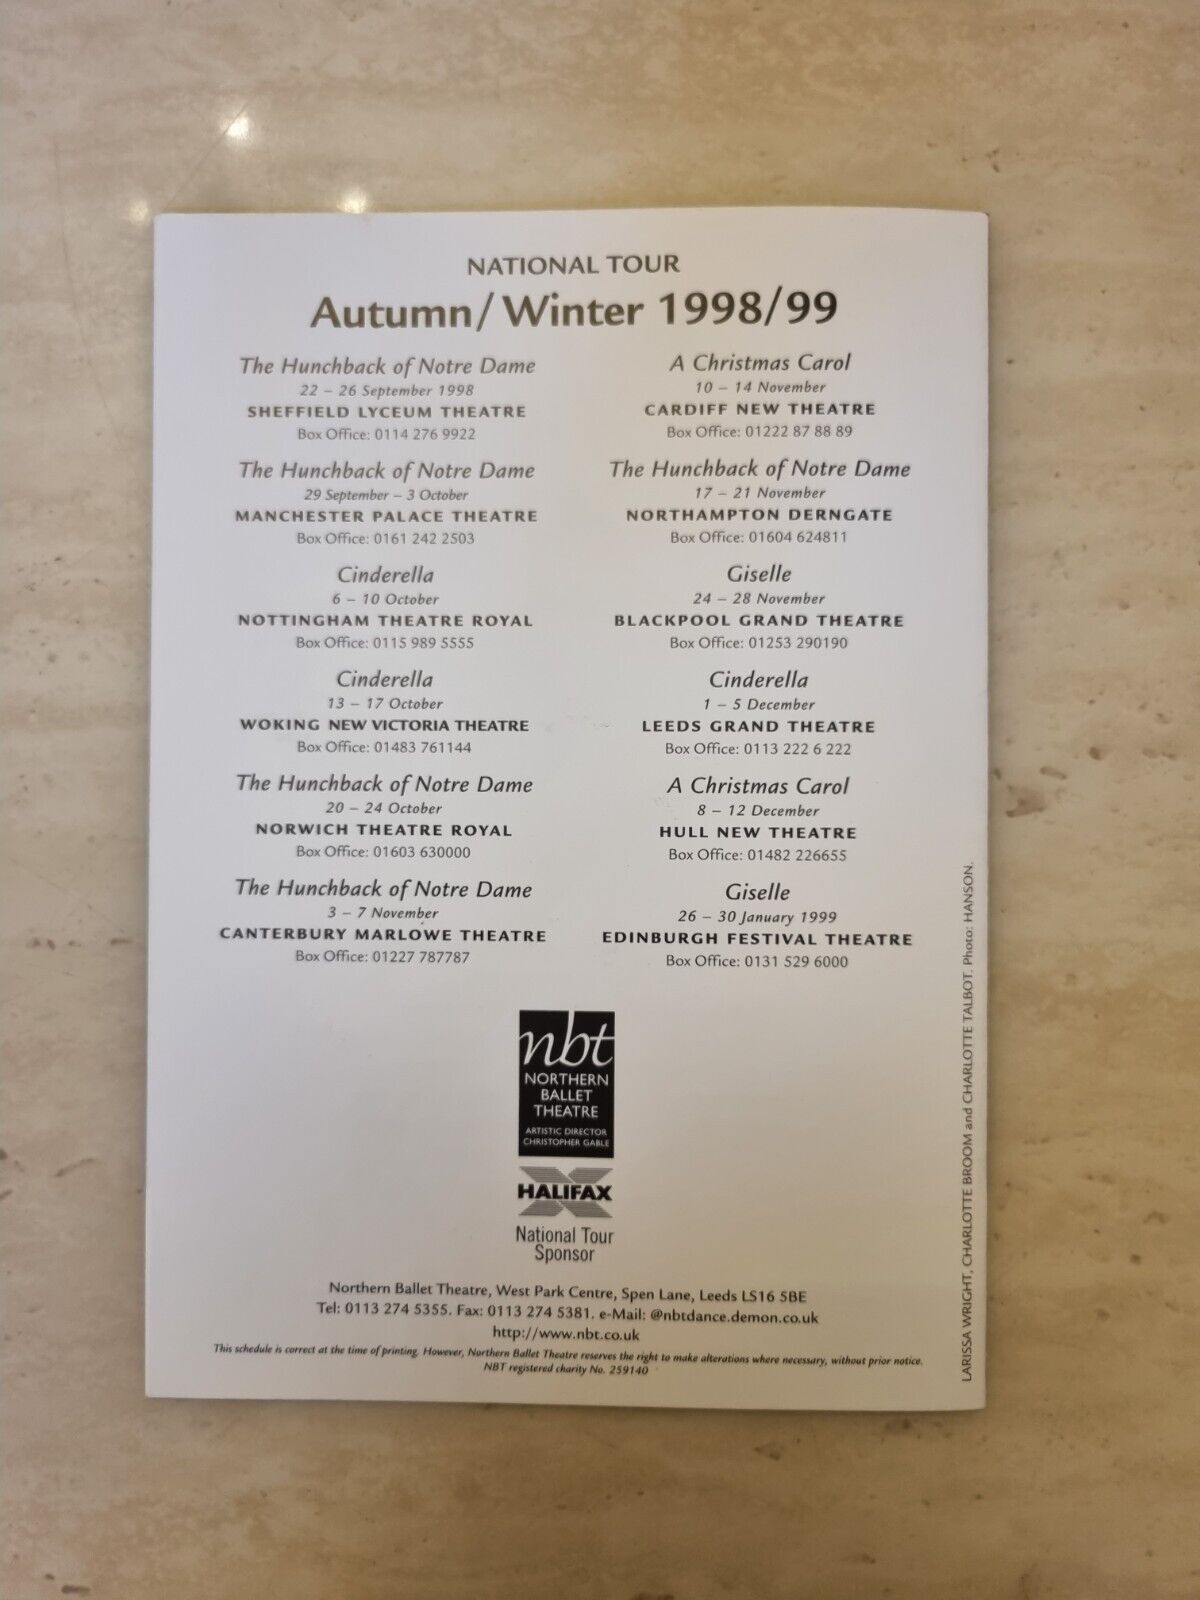 NATIONAL TOUR
Autumn/Winter 1998/99
The Hunchback of Notre Dame
22 – 26 September 1998
SHEFFIELD LYCEUM THEATRE
Box Office: 0114 276 9922
The Hunchback of Notre Dame
29 September – 3 October
MANCHESTER PALACE THEATRE
Box Office: 0161 242 2503
Cinderella
6 – 10 October
NOTTINGHAM THEATRE ROYAL
Box Office: 0115 989 5555
Cinderella
13 – 17 October
WOKING NEW VICTORIA THEATRE
Box Office: 01483 761144
The Hunchback of Notre Dame
20 – 24 October
NORWICH THEATRE ROYAL
Box Office: 01603 630000
The Hunchback of Notre Dame
3 – 7 November
CANTERBURY MARLOWE THEATRE
Box Office: 01227 787787
A Christmas Carol
10 – 14 November
CARDIFF NEW THEATRE
Box Office: 01222 87 88 89
The Hunchback of Notre Dame
17 – 21 November
NORTHAMPTON DERNGATE
Box Office: 01604 624811
Giselle
24 – 28 November
BLACKPOOL GRAND THEATRE
Box Office: 01253 290190
Cinderella
1 – 5 December
LEEDS GRAND THEATRE
Box Office: 0113 222 6 222
A Christmas Carol
8 – 12 December
HULL NEW THEATRE
Box Office: 01482 226655
Giselle
26 – 30 January 1999
EDINBURGH FESTIVAL THEATRE
Box Office: 0131 529 6000
nbt
NORTHERN
BALLET
THEATRE
ARTISTIC DIRECTOR
CHRISTOPHER GABLE
HALIFAX
National Tour
Sponsor
Northern Ballet Theatre, West Park Centre, Spen Lane, Leeds LS16 5BE
Tel: 0113 274 5355. Fax: 0113 274 5381. e-Mail: @nbtdance.demon.co.uk
http://www.nbt.co.uk
This schedule is correct at the time of printing. However, Northern Ballet Theatre reserves the right to make alterations where necessary, without prior notice.
NBT registered charity No. 259140
LARISSA WRIGHT, CHARLOTTE BROOM and CHARLOTTE TALBOT. Photo: HANSON.